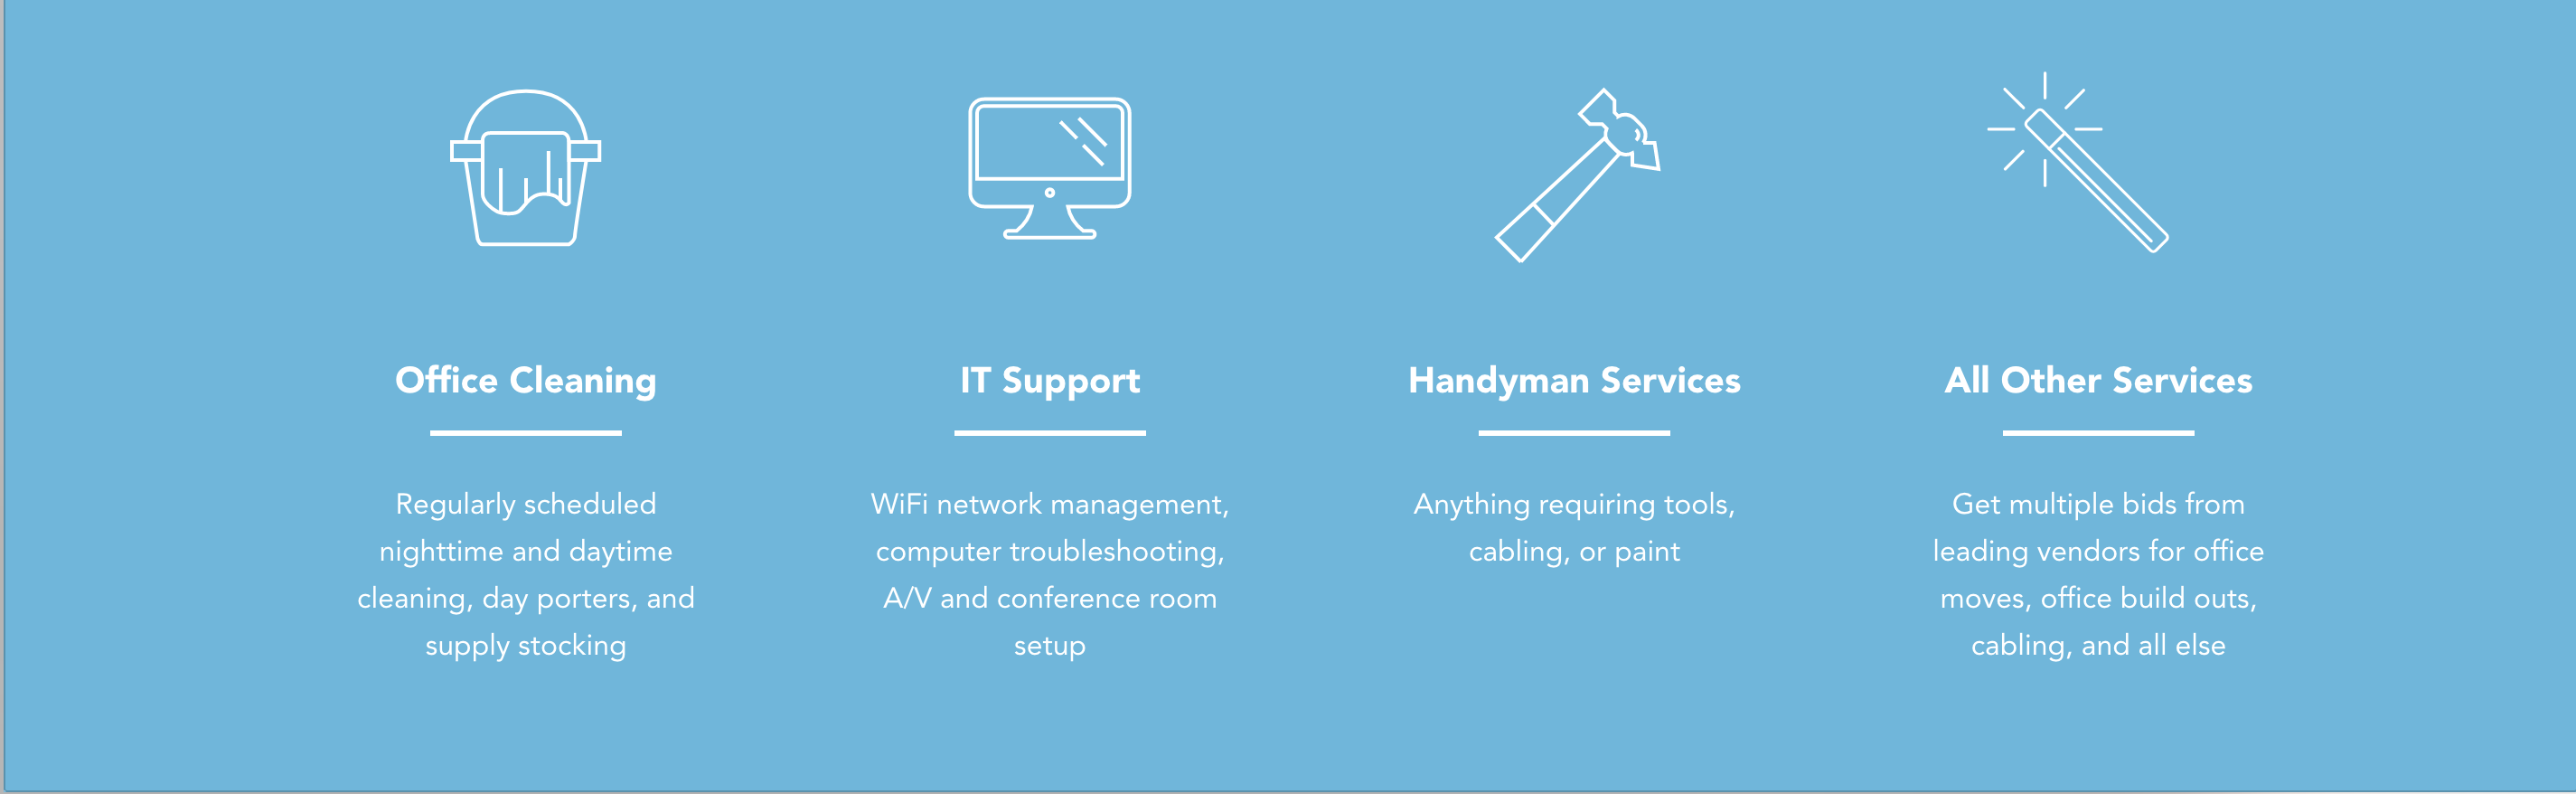 Office Cleaning
Regularly scheduled
nighttime and daytime
cleaning, day porters, and
supply stocking
IT Support
WiFi network management,
computer troubleshooting,
A/V and conference room
setup
Handyman Services
Anything requiring tools,
cabling, or paint
All Other Services
Get multiple bids from
leading vendors for office
moves, office build outs,
cabling, and all else